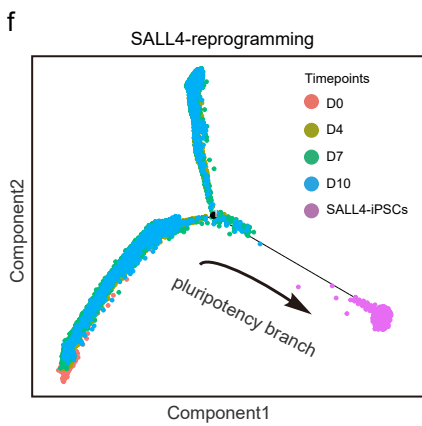 f
SALL4-reprogramming
Timepoints
D0
D4
D7
D10
SALL4-iPSCs
Component2
pluripotency branch
Component1